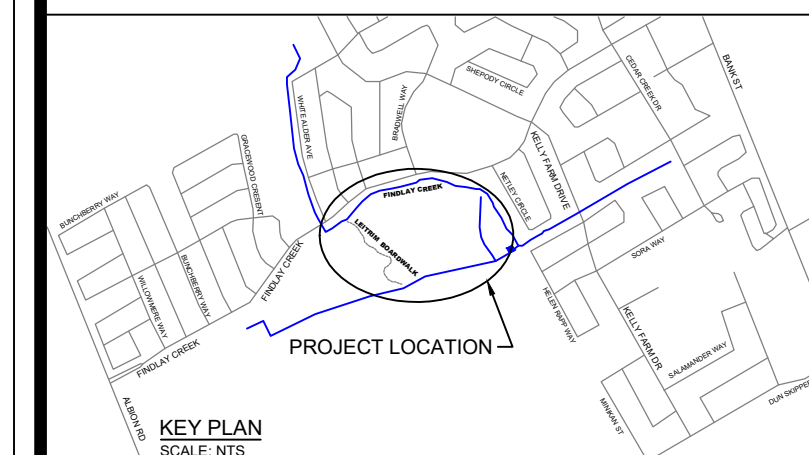 SHEPODY CIRCLE
CEDAR CREEK DR
BANK ST
WHITE ALDER AVE
BRADWELL WAY
GRACEWOOD CRESENT
KELLY FARM DRIVE
NETLEY CIRCLE
FINDLAY CREEK
BUNCHBERRY WAY
LEITRIM BOARDWALK
FINDLAY CREEK
SORA WAY
WILLOWMERE WAY
BUNCHBERRY WAY
HELEN RAPP WAY
KELLY FARM DR
PROJECT LOCATION
FINDLAY CREEK
SALAMANDER WAY
DUN SKIPPE
ALBION RD
MINIKAN ST
KEY PLAN
SCALE: NTS